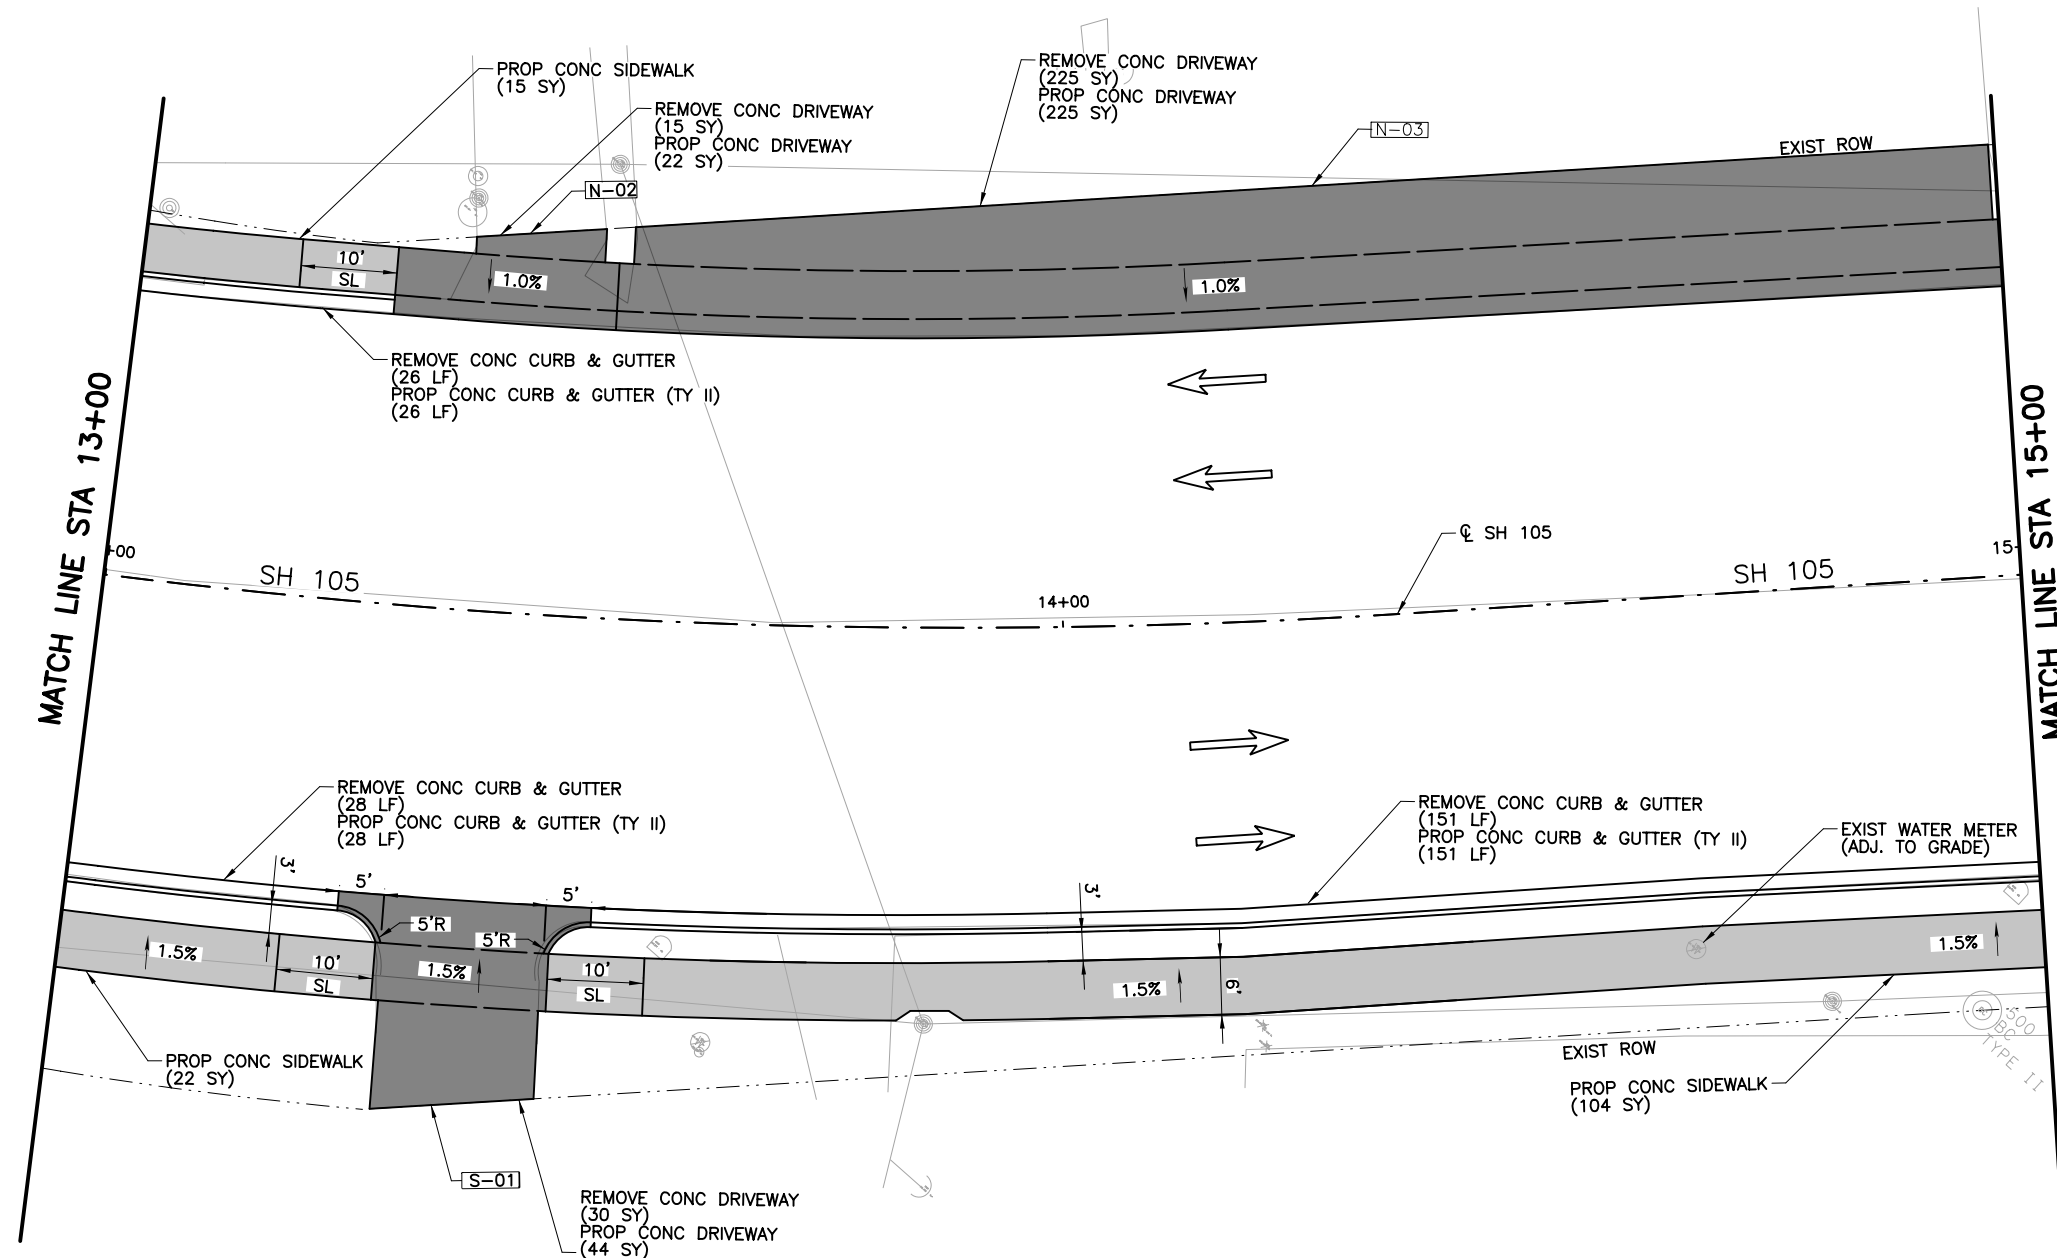 PROP CONC SIDEWALK
(15 SY)
REMOVE CONC DRIVEWAY
(15 SY)
PROP CONC DRIVEWAY
(22 SY)
REMOVE CONC DRIVEWAY
(225 SY)
PROP CONC DRIVEWAY
(225 SY)
N-03
EXIST ROW
N-02
10'
SL
1.0%
1.0%
REMOVE CONC CURB & GUTTER
(26 LF)
PROP CONC CURB & GUTTER (TY II)
(26 LF)
MATCH LINE STA 13+00
MATCH LINE STA 15+00
+00
SH 105
14+00
℄ SH 105
SH 105
15
REMOVE CONC CURB & GUTTER
(28 LF)
PROP CONC CURB & GUTTER (TY II)
(28 LF)
REMOVE CONC CURB & GUTTER
(151 LF)
PROP CONC CURB & GUTTER (TY II)
(151 LF)
EXIST WATER METER
(ADJ. TO GRADE)
3'
5'
5'
3'
5'R
5'R
1.5%
10'
SL
1.5%
10'
SL
1.5%
6'
1.5%
PROP CONC SIDEWALK
(22 SY)
EXIST ROW
PROP CONC SIDEWALK
(104 SY)
500
BC
TYPE II
S-01
REMOVE CONC DRIVEWAY
(30 SY)
PROP CONC DRIVEWAY
(44 SY)